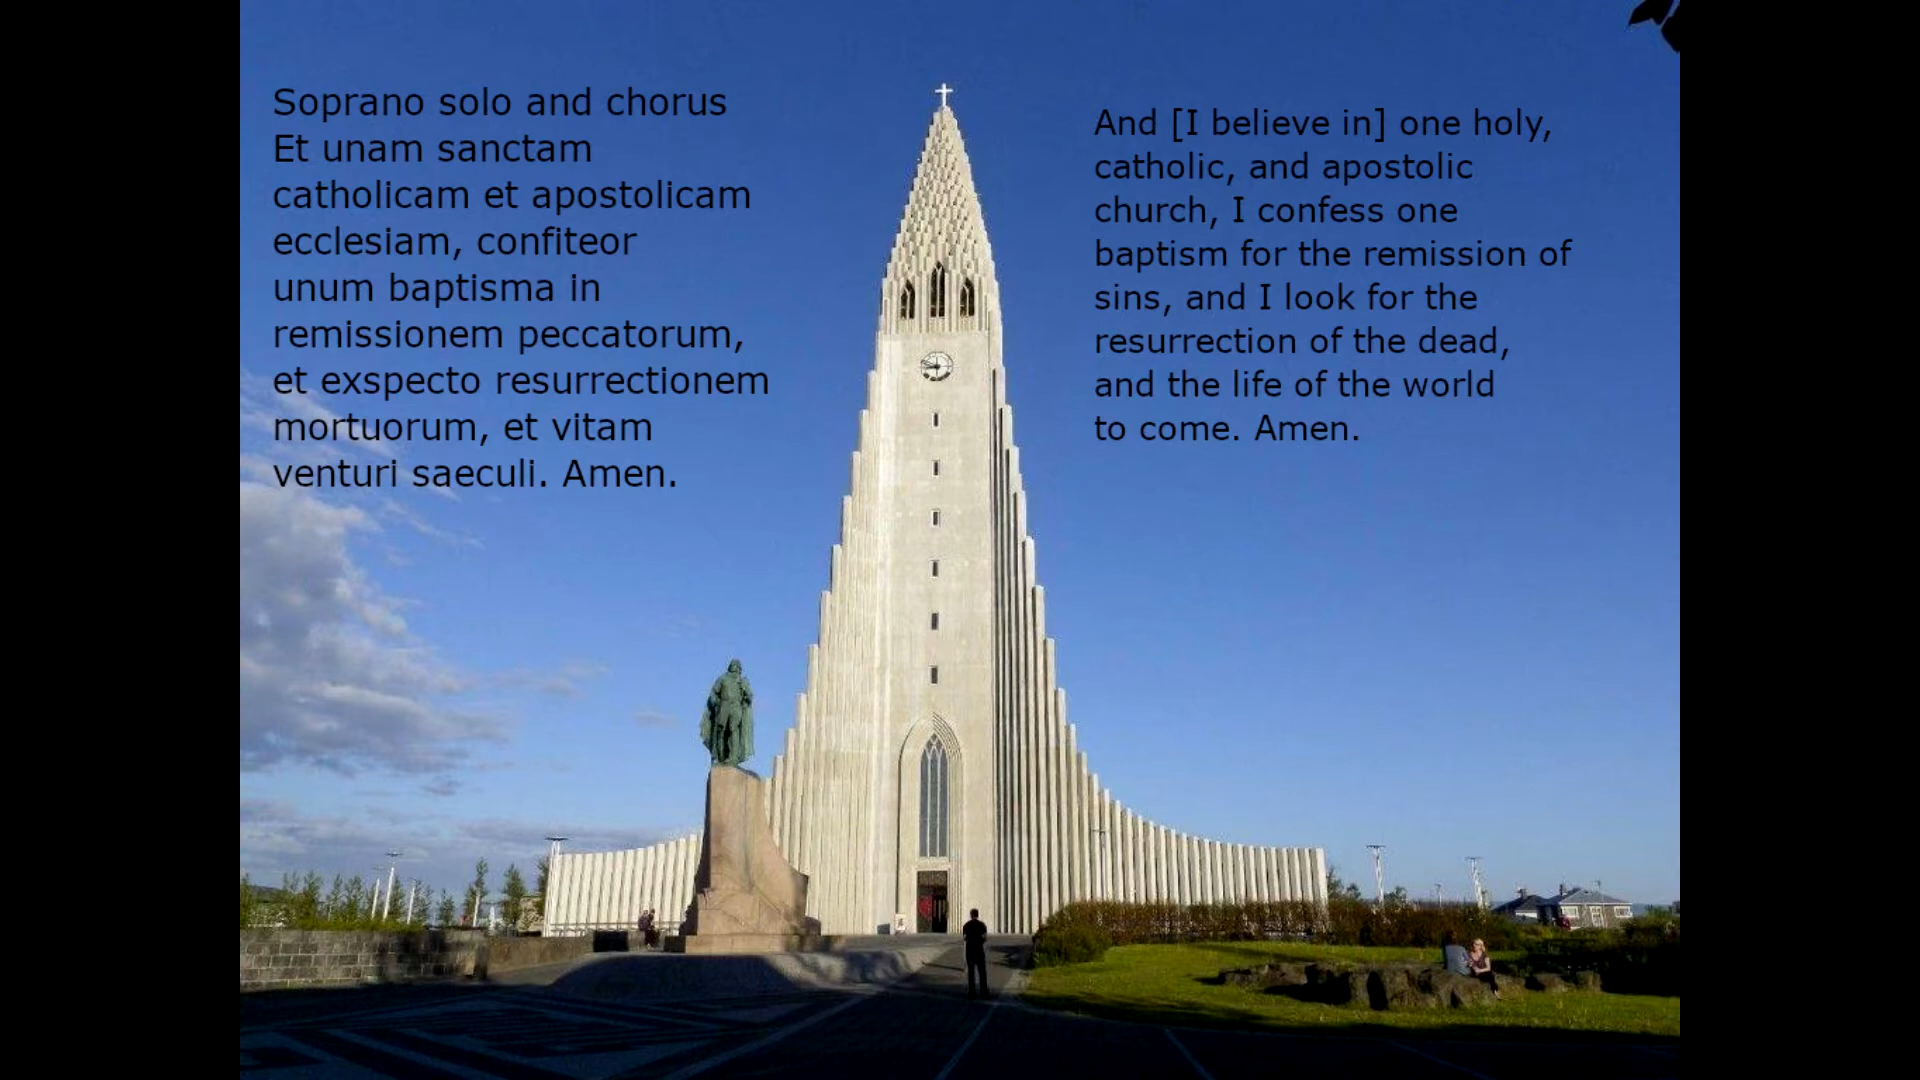 Soprano solo and chorus
Et unam sanctam
catholicam et apostolicam
ecclesiam, confiteor
unum baptisma in
remissionem peccatorum,
et exspecto resurrectionem
mortuorum, et vitam
venturi saeculi. Amen.
And [I believe in] one holy,
catholic, and apostolic
church, I confess one
baptism for the remission of
sins, and I look for the
resurrection of the dead,
and the life of the world
to come. Amen.